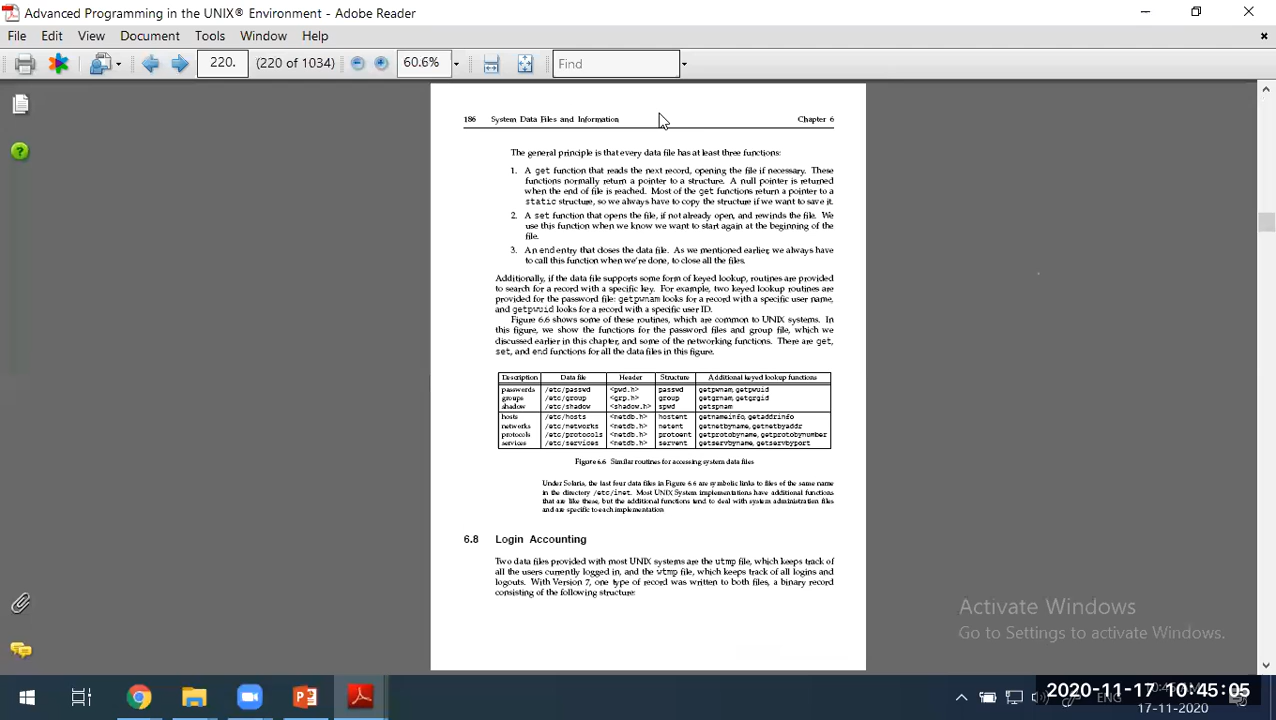 Advanced Programming in the UNIX® Environment - Adobe Reader
File Edit View Document Tools Window Help
220. (220 of 1034) 60.6% Find
186 System Data Files and Information Chapter 6
The general principle is that every data file has at least three functions:
1. A get function that reads the next record, opening the file if necessary. These
functions normally return a pointer to a structure. A null pointer is returned
when the end of file is reached. Most of the get functions return a pointer to a
static structure, so we always have to copy the structure if we want to save it.
2. A set function that opens the file, if not already open, and rewinds the file. We
use this function when we know we want to start again at the beginning of the
file.
3. An end entry that closes the data file. As we mentioned earlier, we always have
to call this function when we're done, to close all the files.
Additionally, if the data file supports some form of keyed lookup, routines are provided
to search for a record with a specific key. For example, two keyed lookup routines are
provided for the password file: getpwnam looks for a record with a specific user name,
and getpwuid looks for a record with a specific user ID.
Figure 6.6 shows some of these routines, which are common to UNIX systems. In
this figure, we show the functions for the password files and group file, which we
discussed earlier in this chapter, and some of the networking functions. There are get,
set, and end functions for all the data files in this figure.
Description Data file Header Structure Additional keyed lookup functions
passwords /etc/passwd <pwd.h> passwd getpwnam, getpwuid
groups /etc/group <grp.h> group getgrnam, getgrgid
shadow /etc/shadow <shadow.h> spwd getspnam
hosts /etc/hosts <netdb.h> hostent getnameinfo, getaddrinfo
networks /etc/networks <netdb.h> netent getnetbyname, getnetbyaddr
protocols /etc/protocols <netdb.h> protoent getprotobyname, getprotobynumber
services /etc/services <netdb.h> servent getservbyname, getservbyport
Figure 6.6 Similar routines for accessing system data files
Under Solaris, the last four data files in Figure 6.6 are symbolic links to files of the same name
in the directory /etc/inet. Most UNIX System implementations have additional functions
that are like these, but the additional functions tend to deal with system administration files
and are specific to each implementation
6.8 Login Accounting
Two data files provided with most UNIX systems are the utmp file, which keeps track of
all the users currently logged in, and the wtmp file, which keeps track of all logins and
logouts. With Version 7, one type of record was written to both files, a binary record
consisting of the following structure:
Activate Windows
Go to Settings to activate Windows.
ENG
2020-11-17 10:45:05
17-11-2020